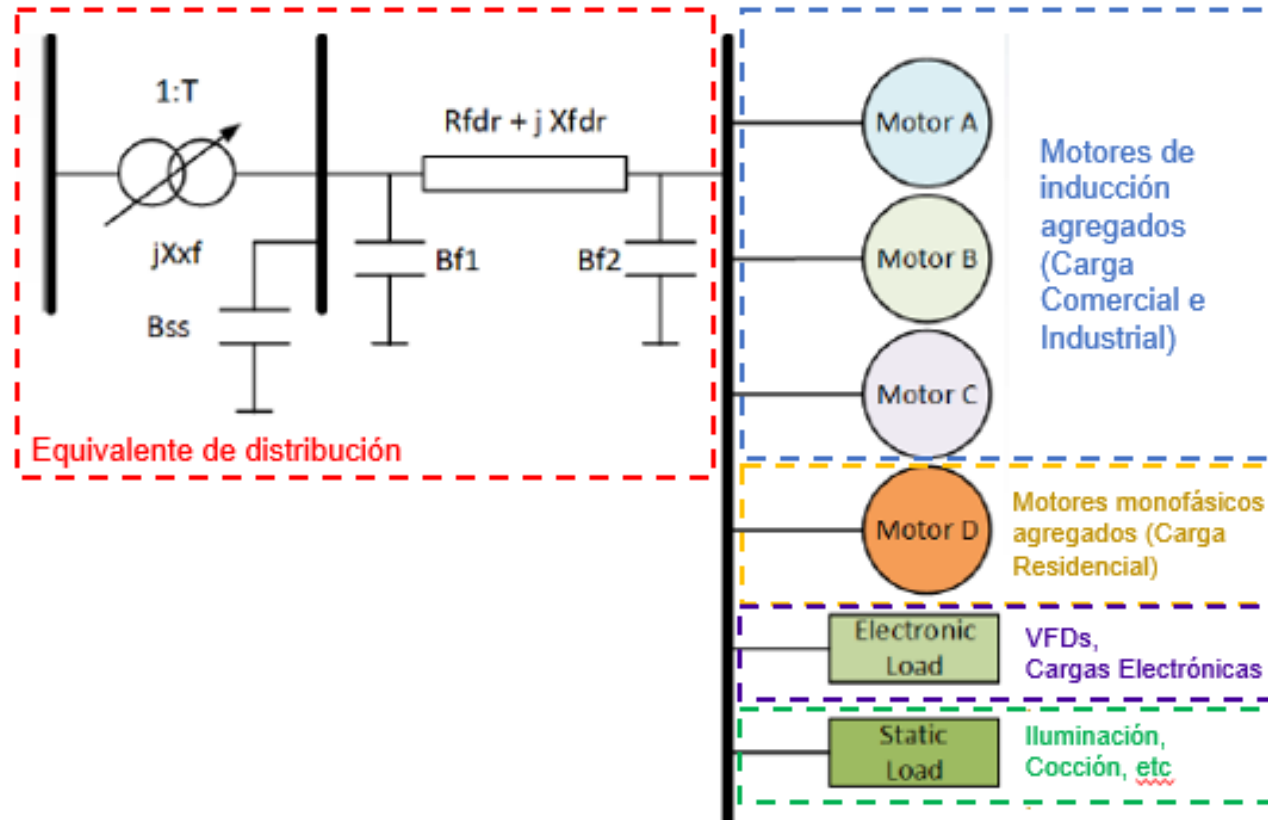 1:T
jXxf
Bss
Rfdr + j Xfdr
Bf1
Bf2
Equivalente de distribución
Motor A
Motor B
Motor C
Motores de
inducción
agregados
(Carga
Comercial e
Industrial)
Motor D
Motores monofásicos
agregados (Carga
Residencial)
Electronic
Load
VFDs,
Cargas Electrónicas
Static
Load
Iluminación,
Cocción, etc